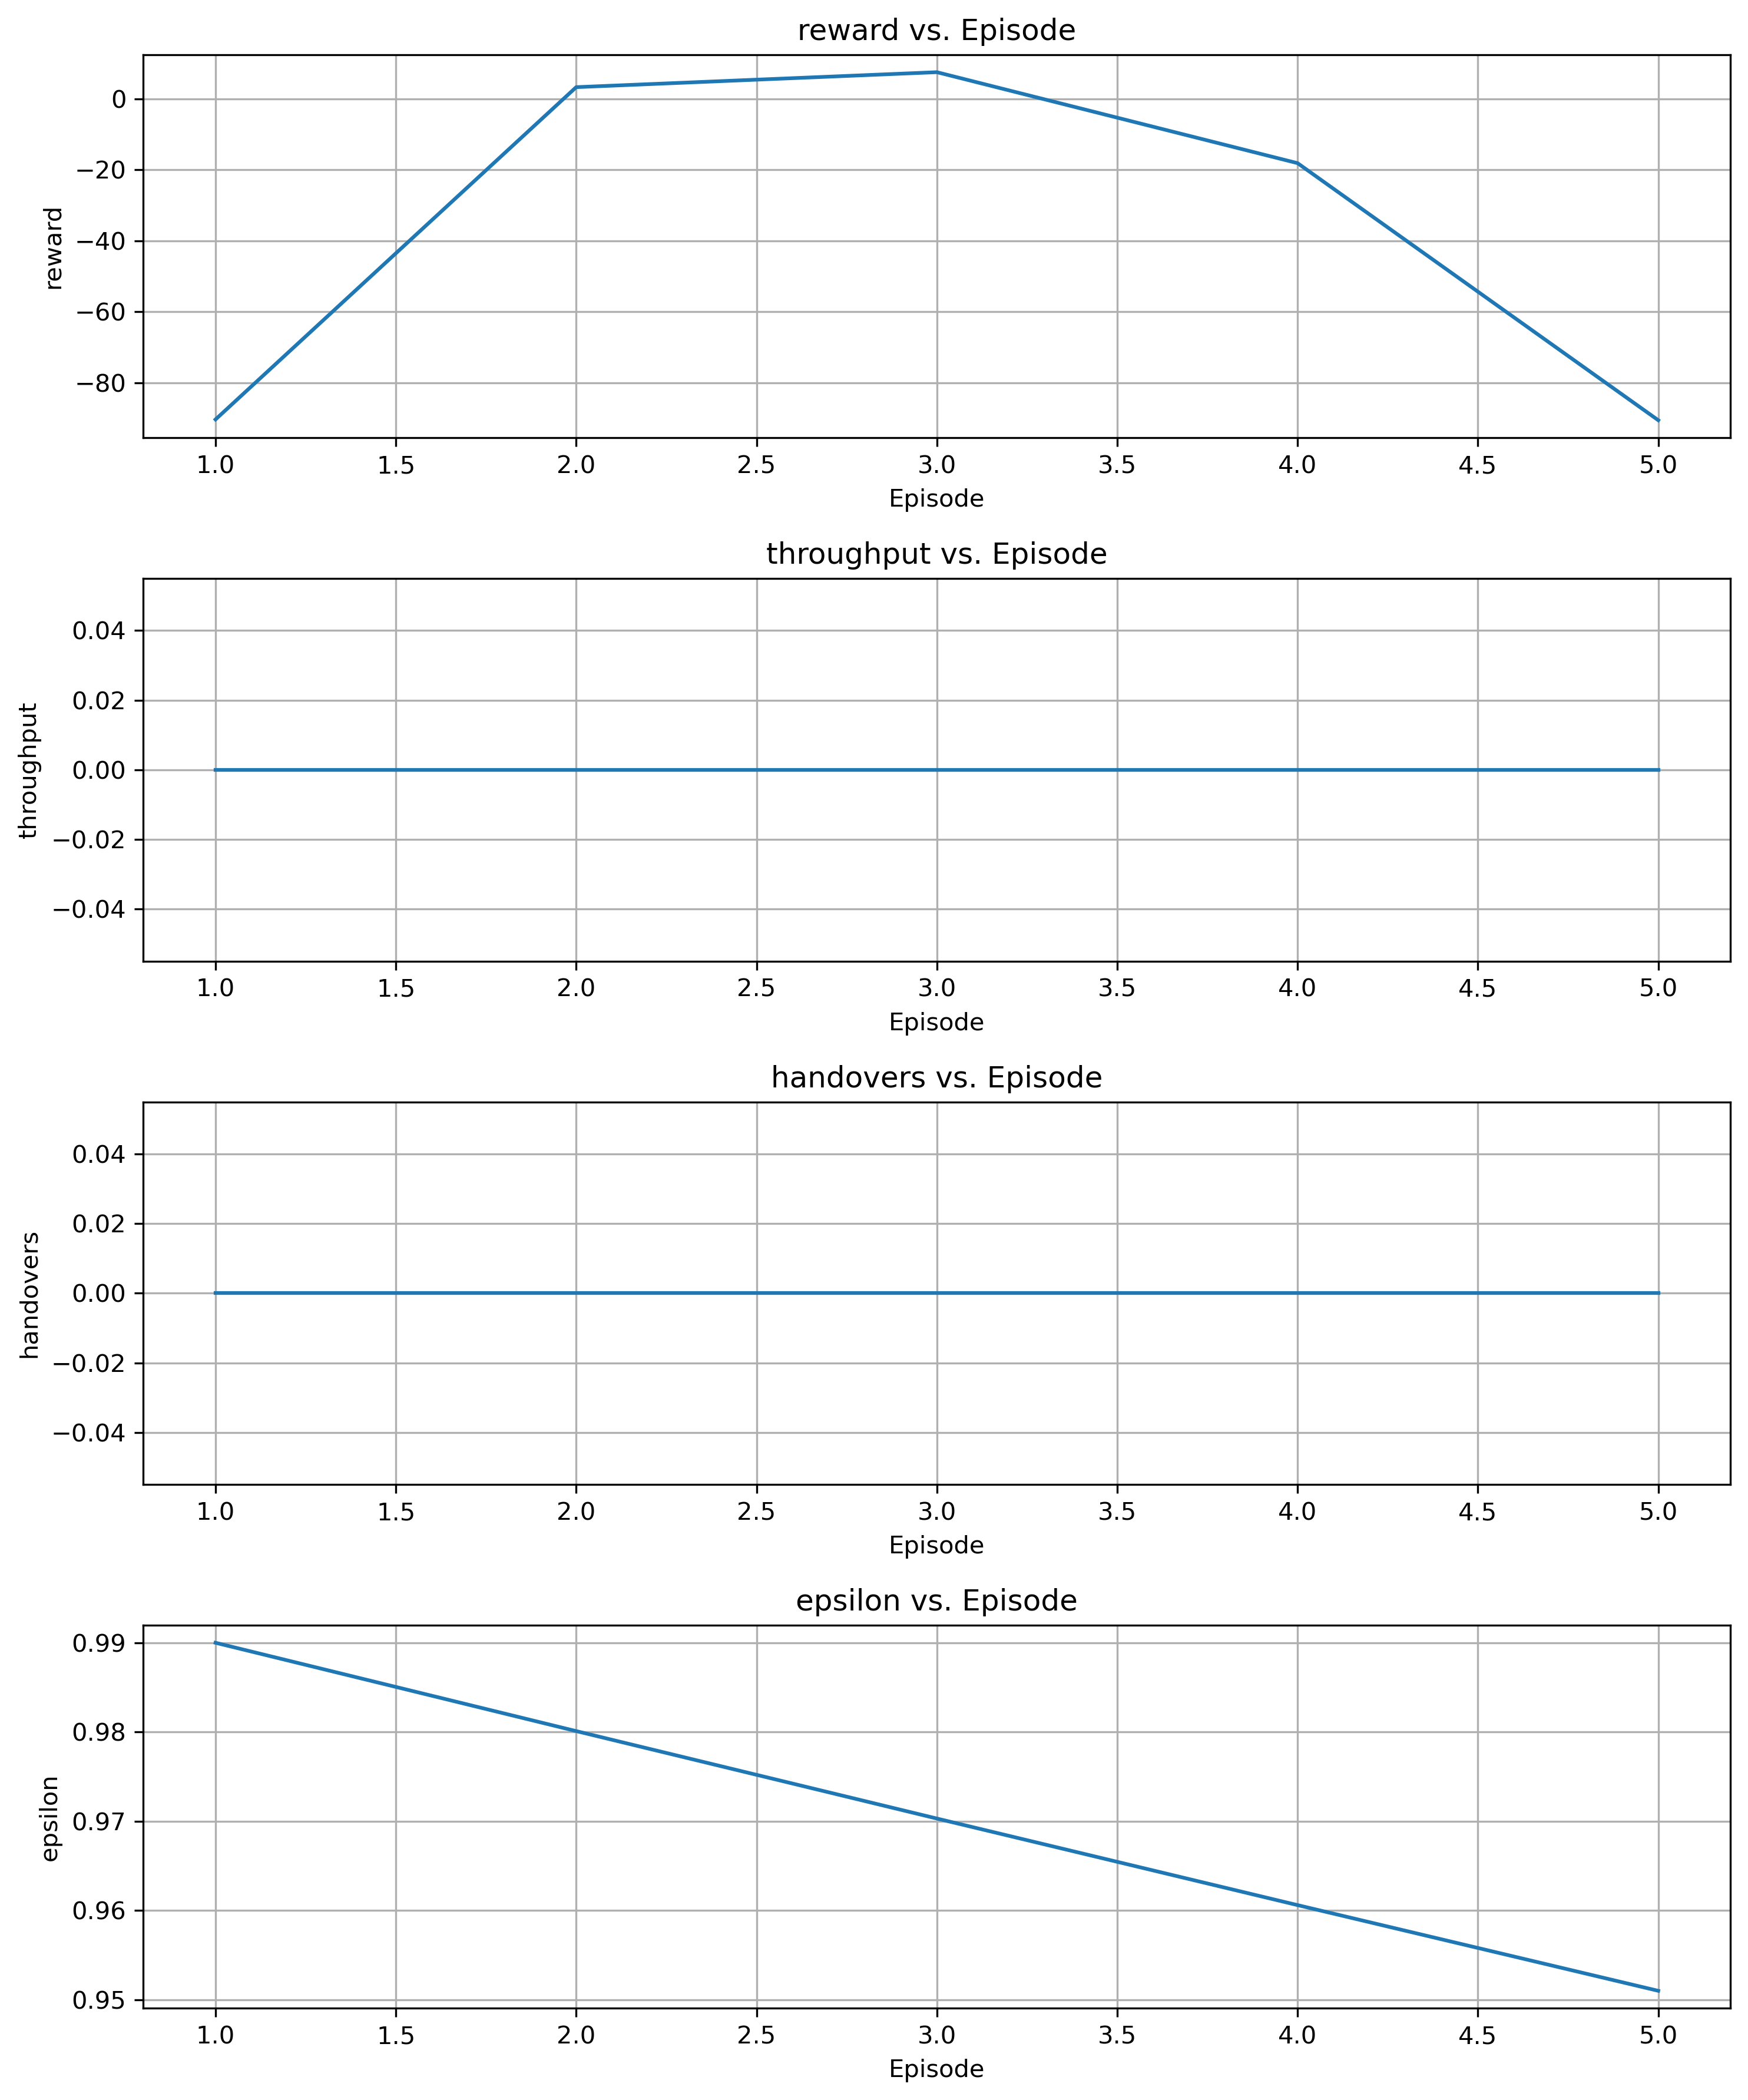 reward vs. Episode
0
−20
−40
−60
−80
reward
1.0 1.5 2.0 2.5 3.0 3.5 4.0 4.5 5.0
Episode
throughput vs. Episode
0.04
0.02
0.00
−0.02
−0.04
throughput
1.0 1.5 2.0 2.5 3.0 3.5 4.0 4.5 5.0
Episode
handovers vs. Episode
0.04
0.02
0.00
−0.02
−0.04
handovers
1.0 1.5 2.0 2.5 3.0 3.5 4.0 4.5 5.0
Episode
epsilon vs. Episode
0.99
0.98
0.97
0.96
0.95
epsilon
1.0 1.5 2.0 2.5 3.0 3.5 4.0 4.5 5.0
Episode